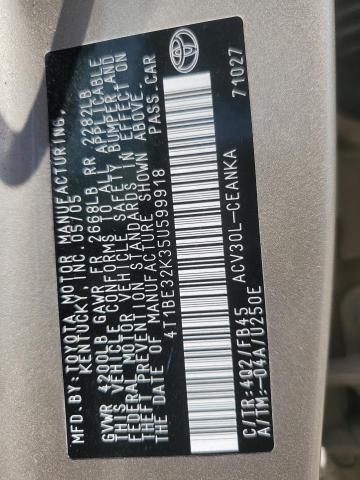 MFD.BY:TOYOTA MOTOR MANUFACTURING,
KENTUCKY, INC. 05/05
GVWR 4200LB GAWR FR 2668LB RR 2282LB
THIS VEHICLE CONFORMS TO ALL APPLICABLE
FEDERAL MOTOR VEHICLE SAFETY, BUMPER, AND
THEFT PREVENTION STANDARDS IN EFFECT ON
THE DATE OF MANUFACTURE SHOWN ABOVE.
4T1BE32K35U599918 PASS.CAR
ACV30L-CEANKA
C/TR:4Q2/FB45
A/TM:-04A/U250E 71027
TOYOTA